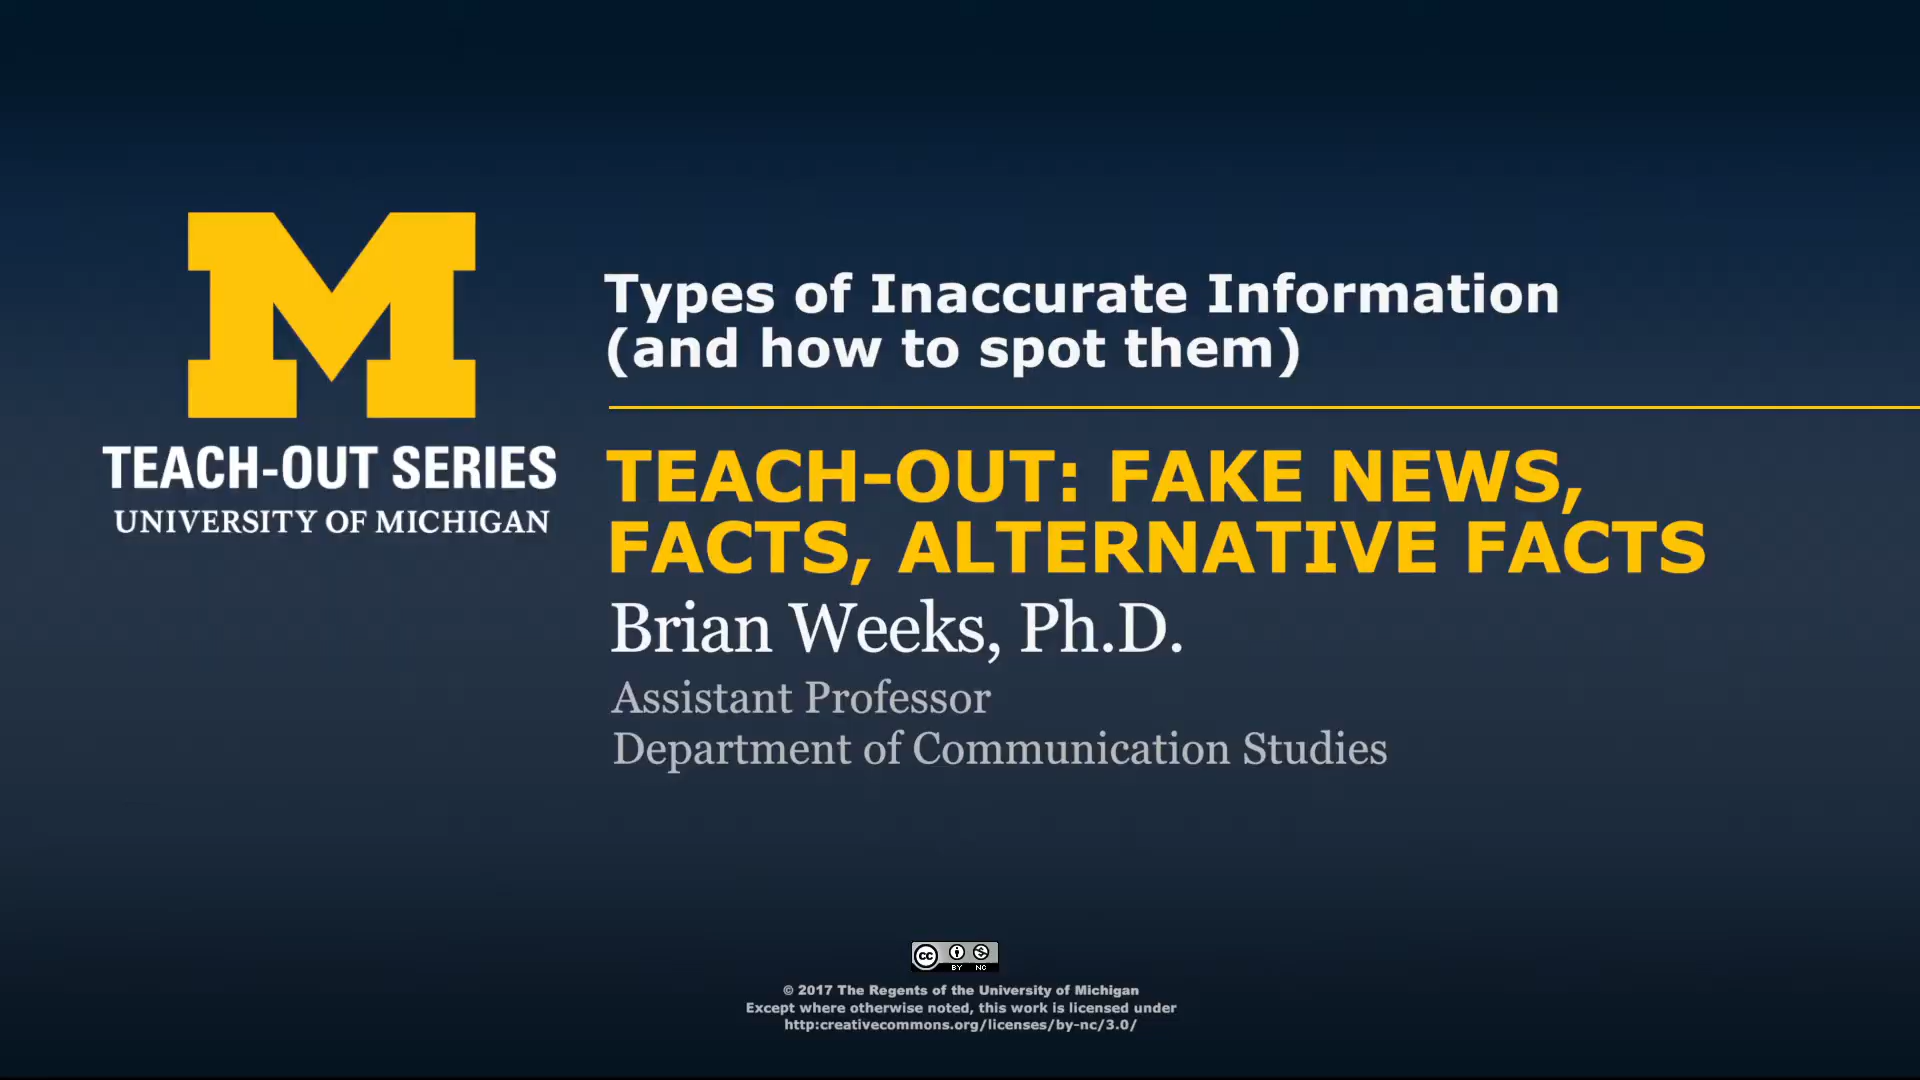 M
TEACH-OUT SERIES
UNIVERSITY OF MICHIGAN
Types of Inaccurate Information
(and how to spot them)
TEACH-OUT: FAKE NEWS,
FACTS, ALTERNATIVE FACTS
Brian Weeks, Ph.D.
Assistant Professor
Department of Communication Studies
cc
BY NC
© 2017 The Regents of the University of Michigan
Except where otherwise noted, this work is licensed under
http:creativecommons.org/licenses/by-nc/3.0/